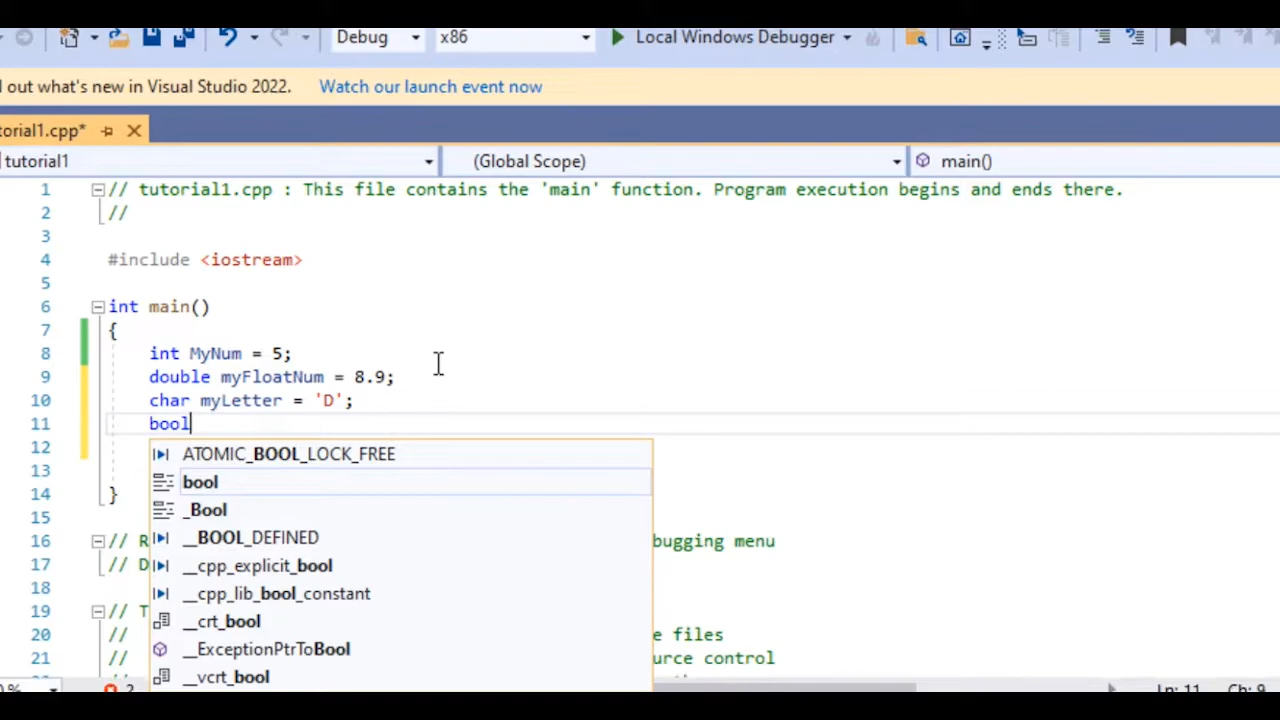 Debug x86 Local Windows Debugger
out what's new in Visual Studio 2022. Watch our launch event now
torial1.cpp*
tutorial1 (Global Scope) main()
1 // tutorial1.cpp : This file contains the 'main' function. Program execution begins and ends there.
2 //
3
4 #include <iostream>
5
6 int main()
7 {
8 int MyNum = 5;
9 double myFloatNum = 8.9;
10 char myLetter = 'D';
11 bool
12
13
14 }
15
16 // R
17 // D
18
19 // T
20 //
21 //
ATOMIC_BOOL_LOCK_FREE
bool
_Bool
__BOOL_DEFINED
__cpp_explicit_bool
__cpp_lib_bool_constant
__crt_bool
__ExceptionPtrToBool
__vcrt_bool
bugging menu
e files
urce control
2 Ln: 11 Ch: 9